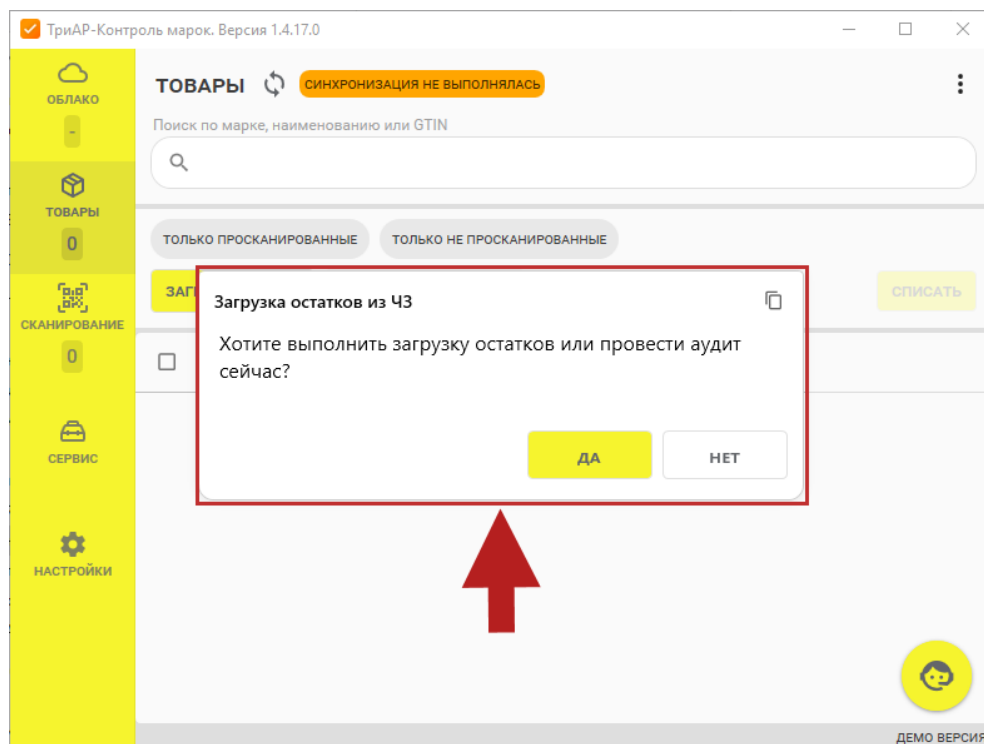 ТриАР-Контроль марок. Версия 1.4.17.0
ОБЛАКО
-
ТОВАРЫ
0
СКАНИРОВАНИЕ
0
СЕРВИС
НАСТРОЙКИ
ТОВАРЫ
СИНХРОНИЗАЦИЯ НЕ ВЫПОЛНЯЛАСЬ
Поиск по марке, наименованию или GTIN
ТОЛЬКО ПРОСКАНИРОВАННЫЕ
ТОЛЬКО НЕ ПРОСКАНИРОВАННЫЕ
СПИСАТЬ
Загрузка остатков из ЧЗ
Хотите выполнить загрузку остатков или провести аудит
сейчас?
ДА
НЕТ
ДЕМО ВЕРСИЯ